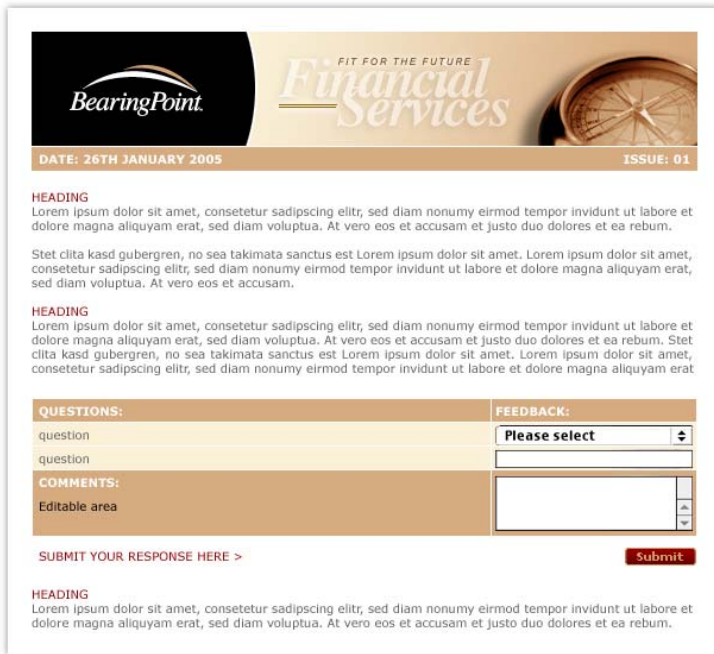 BearingPoint.
FIT FOR THE FUTURE
Financial
Services
DATE: 26TH JANUARY 2005 ISSUE: 01
HEADING
Lorem ipsum dolor sit amet, consetetur sadipscing elitr, sed diam nonumy eirmod tempor invidunt ut labore et
dolore magna aliquyam erat, sed diam voluptua. At vero eos et accusam et justo duo dolores et ea rebum.
Stet clita kasd gubergren, no sea takimata sanctus est Lorem ipsum dolor sit amet. Lorem ipsum dolor sit amet,
consetetur sadipscing elitr, sed diam nonumy eirmod tempor invidunt ut labore et dolore magna aliquyam erat,
sed diam voluptua. At vero eos et accusam.
HEADING
Lorem ipsum dolor sit amet, consetetur sadipscing elitr, sed diam nonumy eirmod tempor invidunt ut labore et
dolore magna aliquyam erat, sed diam voluptua. At vero eos et accusam et justo duo dolores et ea rebum. Stet
clita kasd gubergren, no sea takimata sanctus est Lorem ipsum dolor sit amet. Lorem ipsum dolor sit amet,
consetetur sadipscing elitr, sed diam nonumy eirmod tempor invidunt ut labore et dolore magna aliquyam erat
QUESTIONS: FEEDBACK:
question Please select
question
COMMENTS:
Editable area
SUBMIT YOUR RESPONSE HERE > Submit
HEADING
Lorem ipsum dolor sit amet, consetetur sadipscing elitr, sed diam nonumy eirmod tempor invidunt ut labore et
dolore magna aliquyam erat, sed diam voluptua. At vero eos et accusam et justo duo dolores et ea rebum.